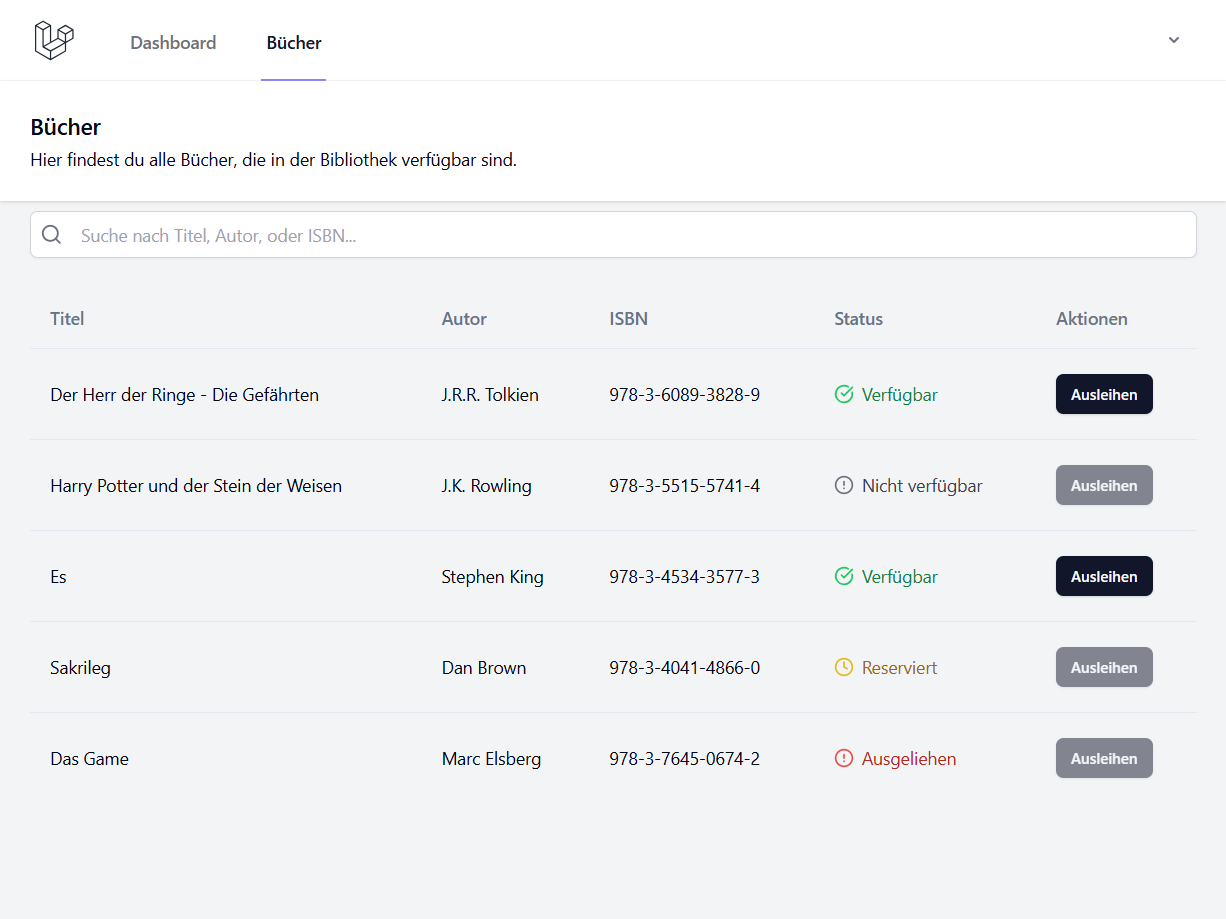 Dashboard Bücher
Bücher
Hier findest du alle Bücher, die in der Bibliothek verfügbar sind.
Suche nach Titel, Autor, oder ISBN...
Titel Autor ISBN Status Aktionen
Der Herr der Ringe - Die Gefährten J.R.R. Tolkien 978-3-6089-3828-9 Verfügbar Ausleihen
Harry Potter und der Stein der Weisen J.K. Rowling 978-3-5515-5741-4 Nicht verfügbar Ausleihen
Es Stephen King 978-3-4534-3577-3 Verfügbar Ausleihen
Sakrileg Dan Brown 978-3-4041-4866-0 Reserviert Ausleihen
Das Game Marc Elsberg 978-3-7645-0674-2 Ausgeliehen Ausleihen